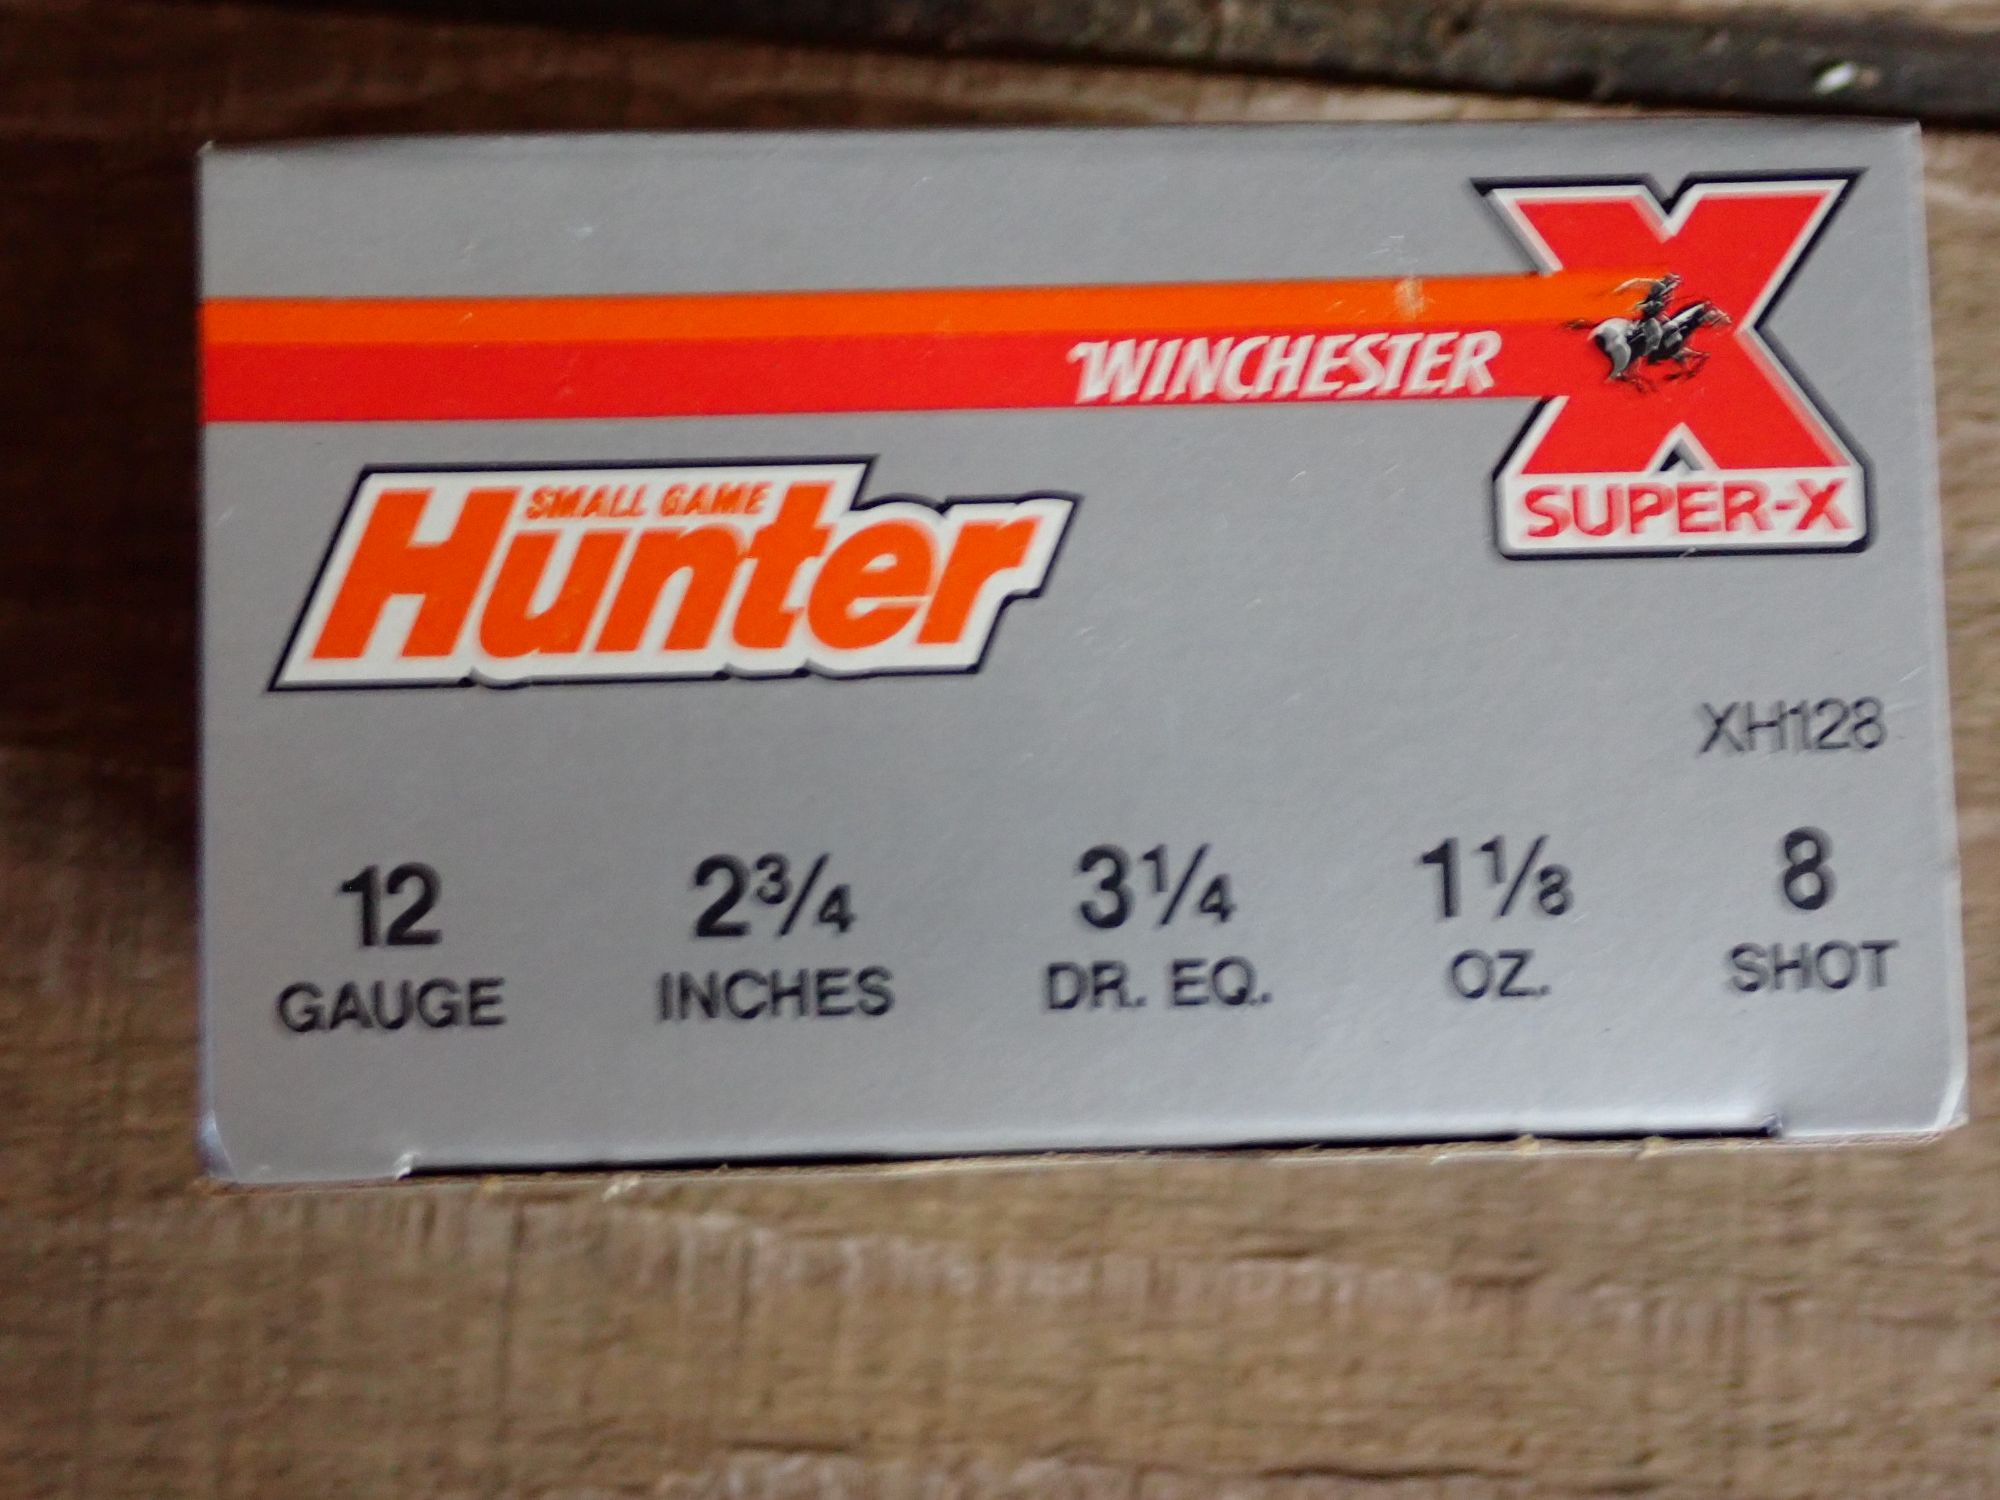 WINCHESTER
SUPER-X
SMALL GAME
Hunter
XH128
12 2¾ 3¼ 1⅛ 8
GAUGE INCHES DR. EQ. OZ. SHOT